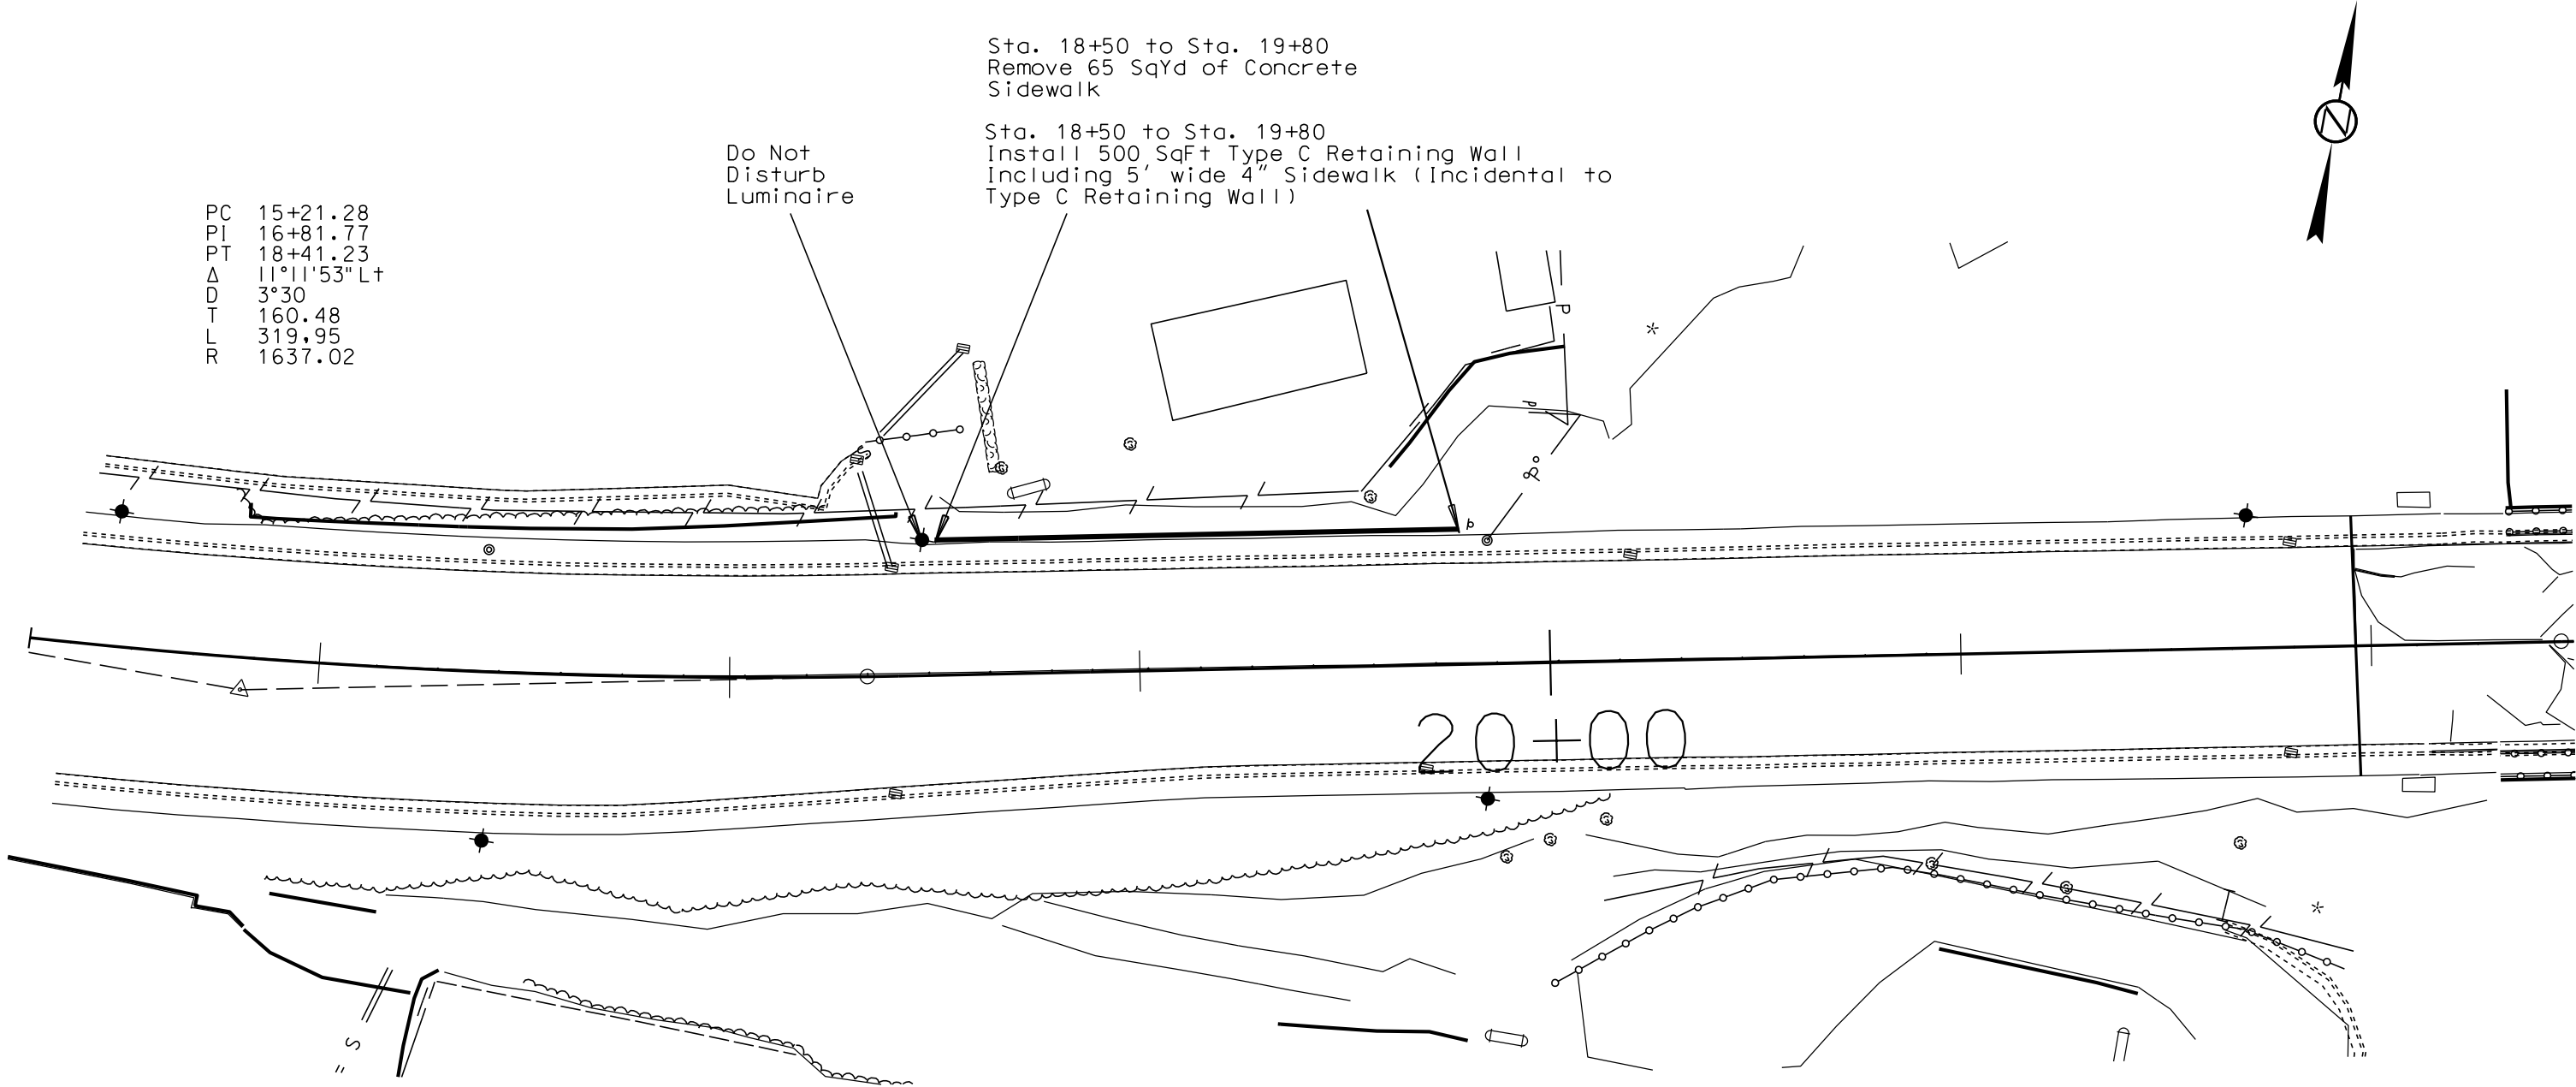 Sta. 18+50 to Sta. 19+80
Remove 65 SqYd of Concrete
Sidewalk
Sta. 18+50 to Sta. 19+80
Install 500 SqFt Type C Retaining Wall
Including 5' wide 4" Sidewalk (Incidental to
Type C Retaining Wall)
Do Not
Disturb
Luminaire
N
PC 15+21.28
PI 16+81.77
PT 18+41.23
Δ 11°11'53"Lt
D 3°30
T 160.48
L 319,95
R 1637.02
P
P
P
P
20+00
S